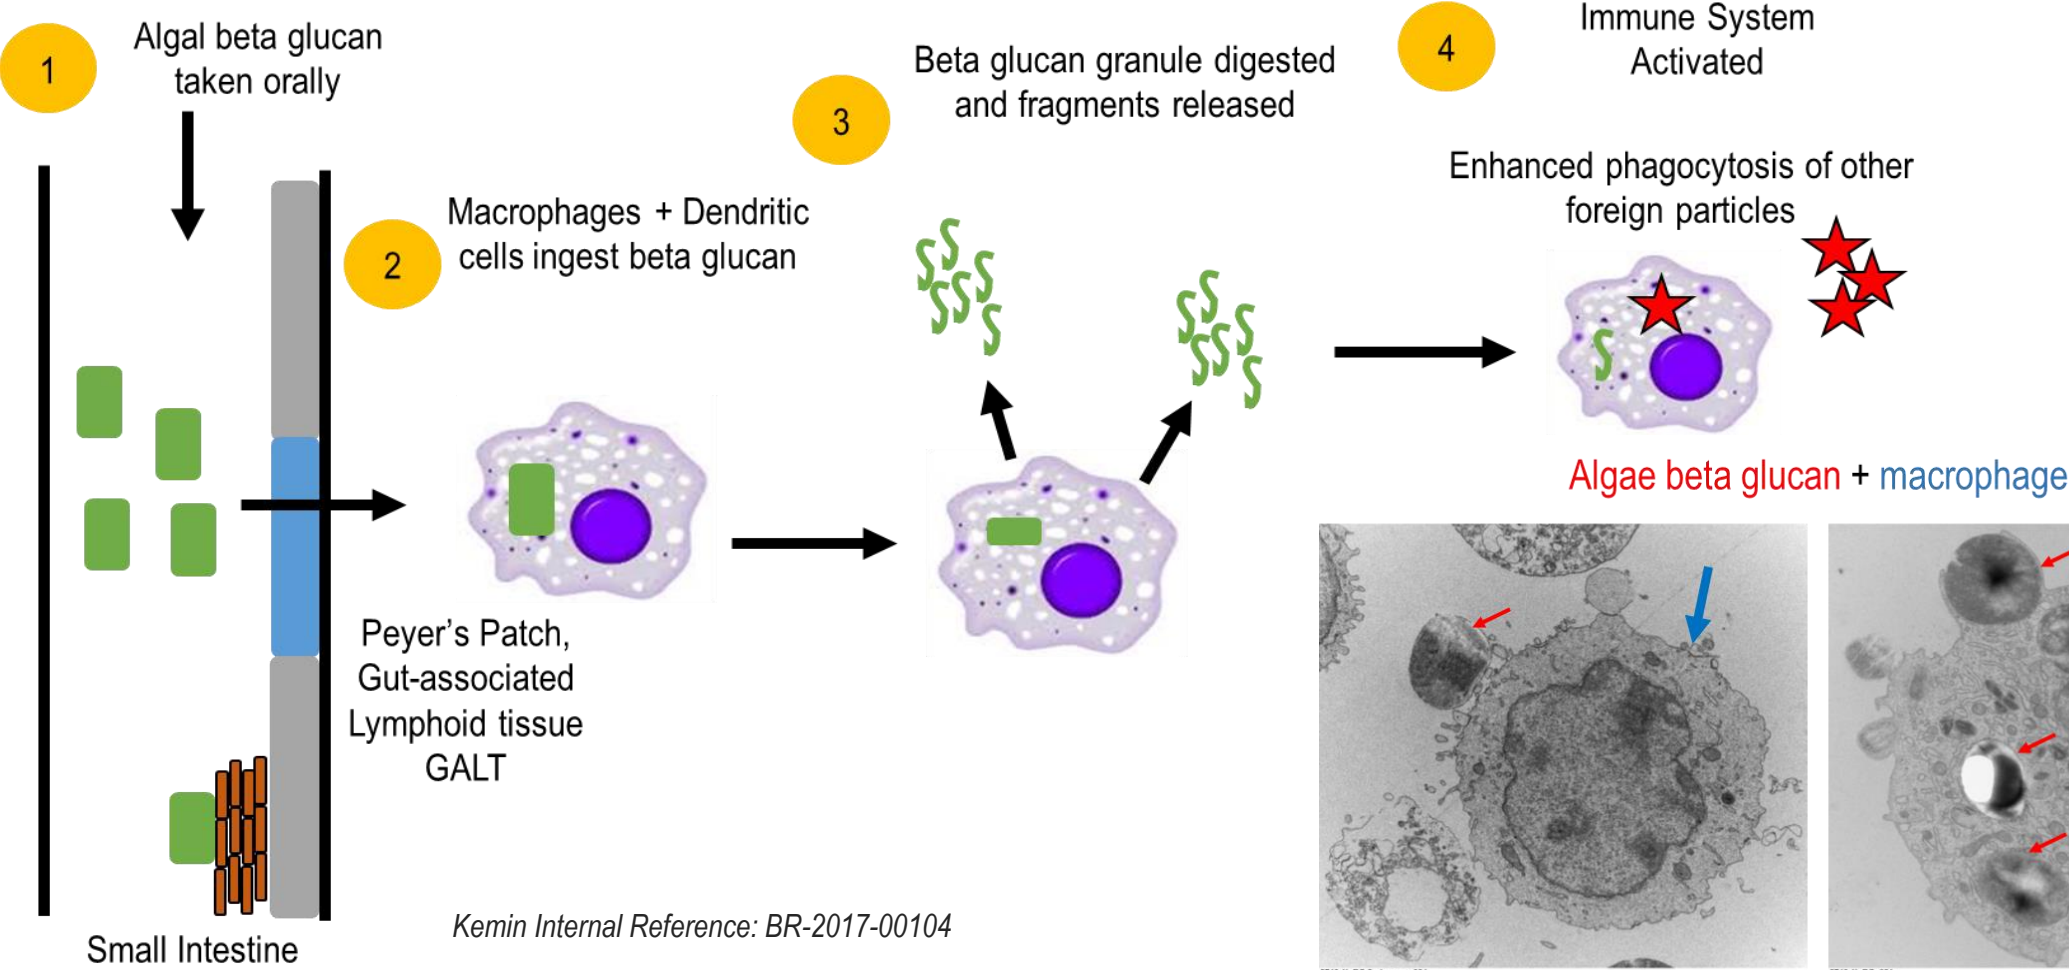 1
Algal beta glucan
taken orally
2
Macrophages + Dendritic
cells ingest beta glucan
3
Beta glucan granule digested
and fragments released
4
Immune System
Activated
Enhanced phagocytosis of other
foreign particles
Algae beta glucan + macrophage
Peyer's Patch,
Gut-associated
Lymphoid tissue
GALT
Small Intestine
Kemin Internal Reference: BR-2017-00104